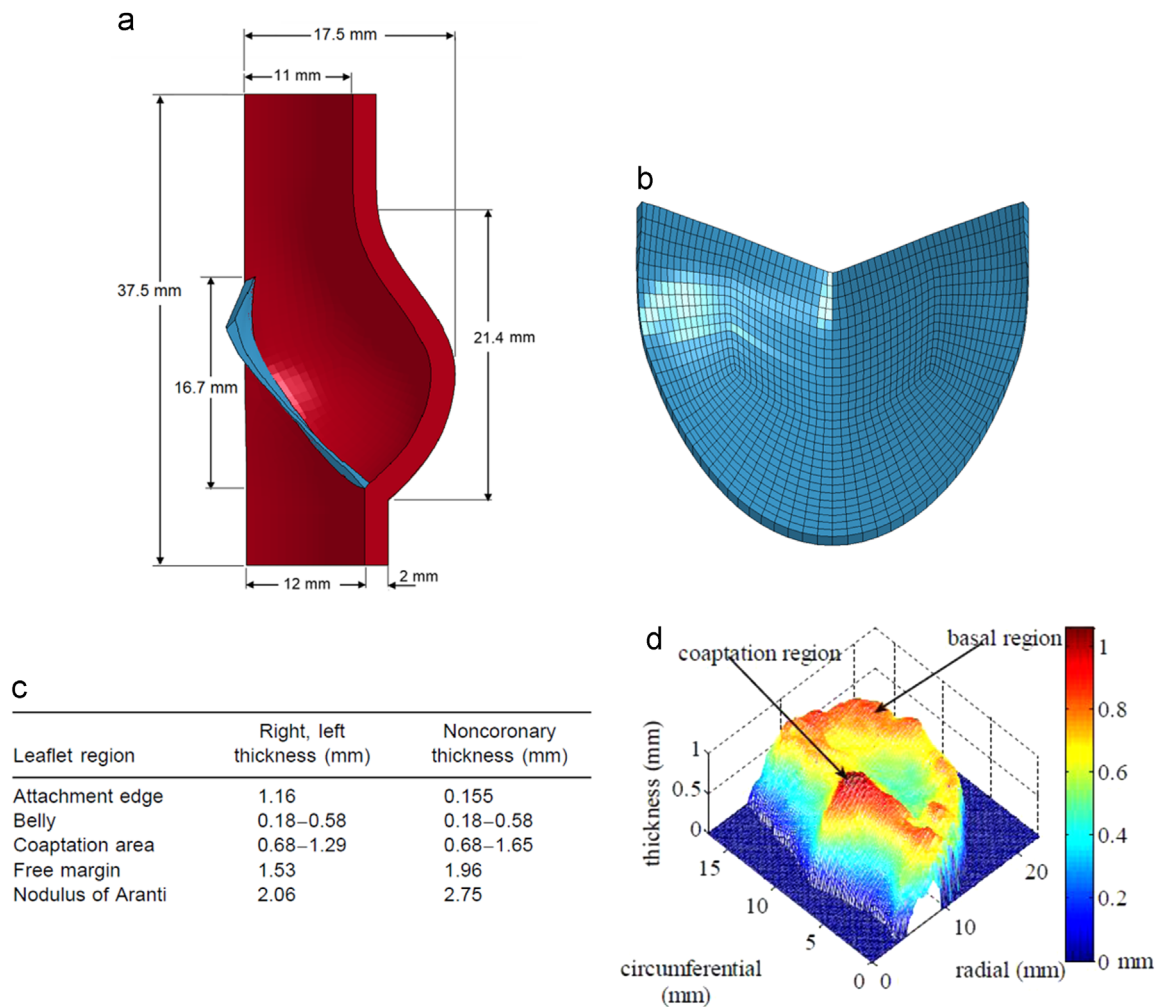 a
17.5 mm
11 mm
37.5 mm
16.7 mm
21.4 mm
12 mm
2 mm
b
c
Leaflet region Right, left thickness (mm) Noncoronary thickness (mm)
Attachment edge 1.16 0.155
Belly 0.18–0.58 0.18–0.58
Coaptation area 0.68–1.29 0.68–1.65
Free margin 1.53 1.96
Nodulus of Aranti 2.06 2.75
d
coaptation region
basal region
thickness (mm)
1
0.5
0
15
10
5
0
circumferential
(mm)
0
10
20
radial (mm)
1
0.8
0.6
0.4
0.2
0 mm